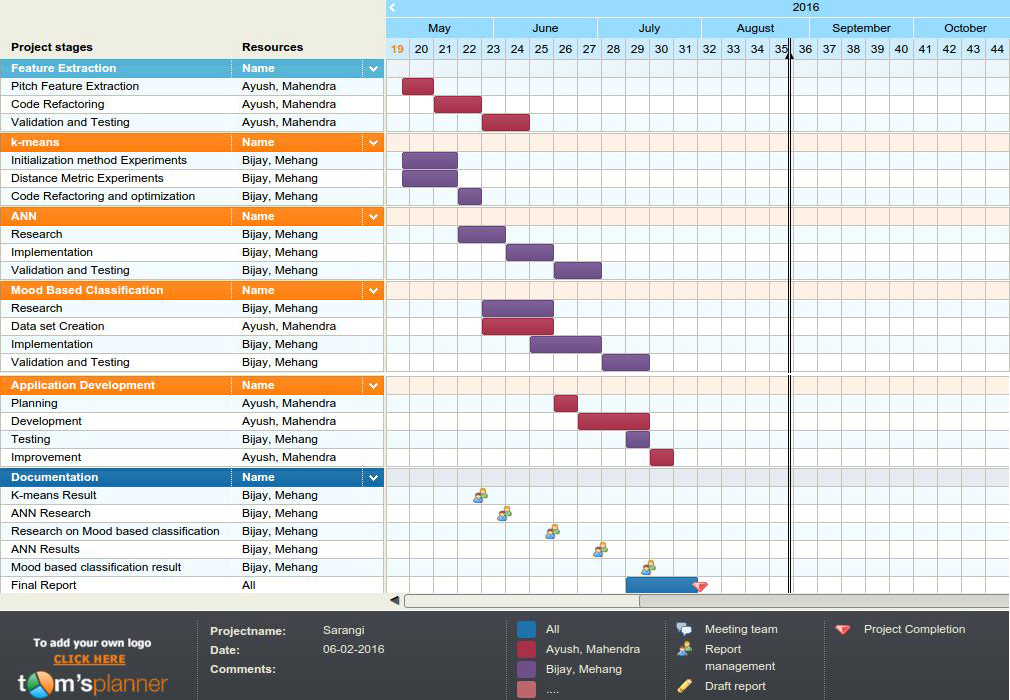 2016
May June July August September October
Project stages Resources 19 20 21 22 23 24 25 26 27 28 29 30 31 32 33 34 35 36 37 38 39 40 41 42 43 44
Feature Extraction Name
Pitch Feature Extraction Ayush, Mahendra
Code Refactoring Ayush, Mahendra
Validation and Testing Ayush, Mahendra
k-means Name
Initialization method Experiments Bijay, Mehang
Distance Metric Experiments Bijay, Mehang
Code Refactoring and optimization Bijay, Mehang
ANN Name
Research Bijay, Mehang
Implementation Bijay, Mehang
Validation and Testing Bijay, Mehang
Mood Based Classification Name
Research Bijay, Mehang
Data set Creation Ayush, Mahendra
Implementation Bijay, Mehang
Validation and Testing Bijay, Mehang
Application Development Name
Planning Ayush, Mahendra
Development Ayush, Mahendra
Testing Bijay, Mehang
Improvement Ayush, Mahendra
Documentation Name
K-means Result Bijay, Mehang
ANN Research Bijay, Mehang
Research on Mood based classification Bijay, Mehang
ANN Results Bijay, Mehang
Mood based classification result Bijay, Mehang
Final Report All
To add your own logo
CLICK HERE
tom'splanner
Projectname: Sarangi
Date: 06-02-2016
Comments:
All
Ayush, Mahendra
Bijay, Mehang
....
Meeting team
Report
management
Draft report
Project Completion